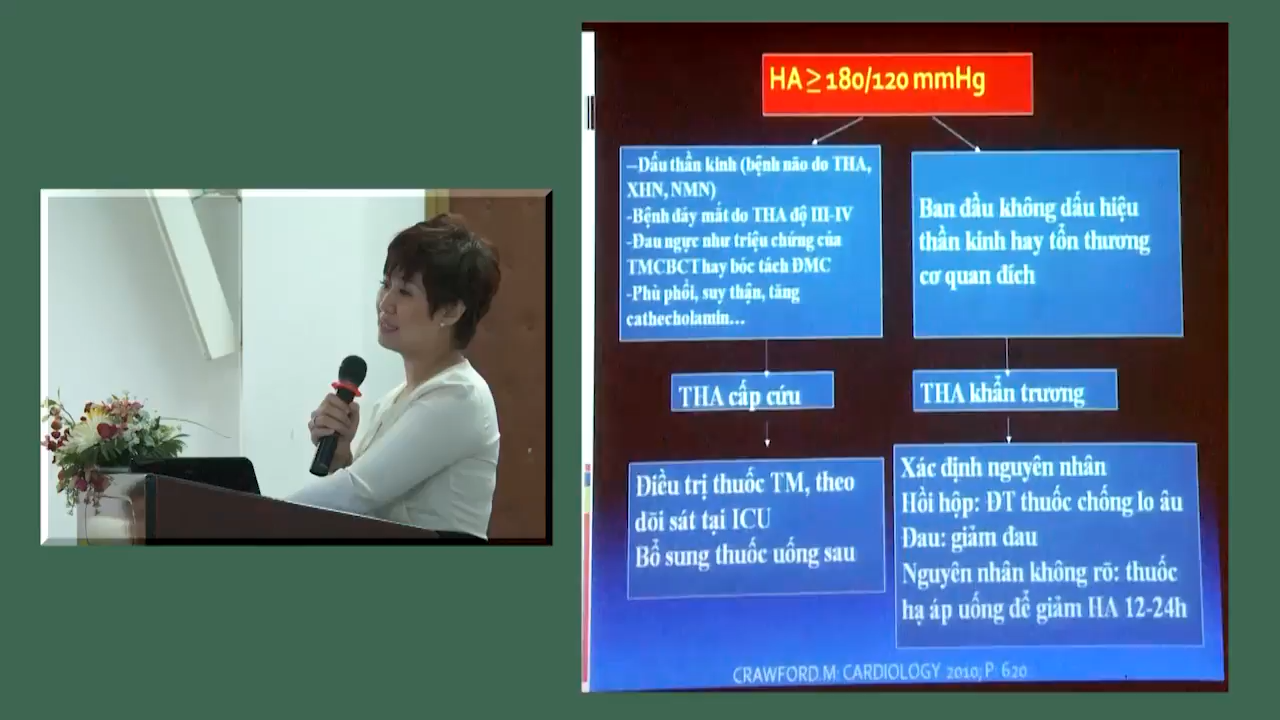 HA ≥ 180/120 mmHg
–Dấu thần kinh (bệnh não do THA,
XHN, NMN)
-Bệnh đáy mắt do THA độ III-IV
-Đau ngực như triệu chứng của
TMCBCT hay bóc tách ĐMC
-Phù phổi, suy thận, tăng
cathecholamin...
THA cấp cứu
Điều trị thuốc TM, theo
dõi sát tại ICU
Bổ sung thuốc uống sau
Ban đầu không dấu hiệu
thần kinh hay tổn thương
cơ quan đích
THA khẩn trương
Xác định nguyên nhân
Hồi hộp: ĐT thuốc chống lo âu
Đau: giảm đau
Nguyên nhân không rõ: thuốc
hạ áp uống để giảm HA 12-24h
CRAWFORD.M: CARDIOLOGY 2010; P: 620